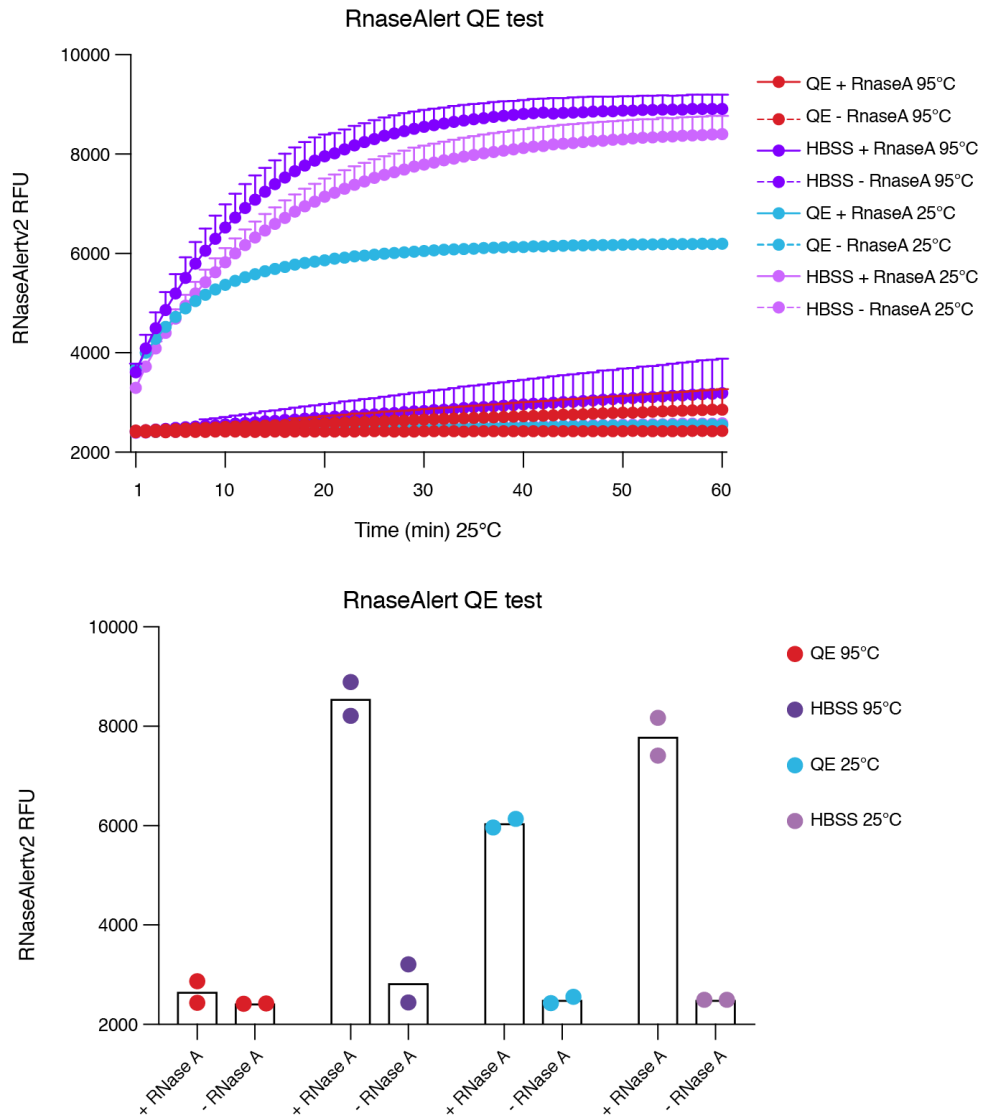 RnaseAlert QE test
10000
8000
6000
4000
2000
RNaseAlertv2 RFU
1 10 20 30 40 50 60
Time (min) 25°C
QE + RnaseA 95°C
QE - RnaseA 95°C
HBSS + RnaseA 95°C
HBSS - RnaseA 95°C
QE + RnaseA 25°C
QE - RnaseA 25°C
HBSS + RnaseA 25°C
HBSS - RnaseA 25°C
RnaseAlert QE test
10000
8000
6000
4000
2000
RNaseAlertv2 RFU
+ RNase A
- RNase A
+ RNase A
- RNase A
+ RNase A
- RNase A
+ RNase A
- RNase A
QE 95°C
HBSS 95°C
QE 25°C
HBSS 25°C